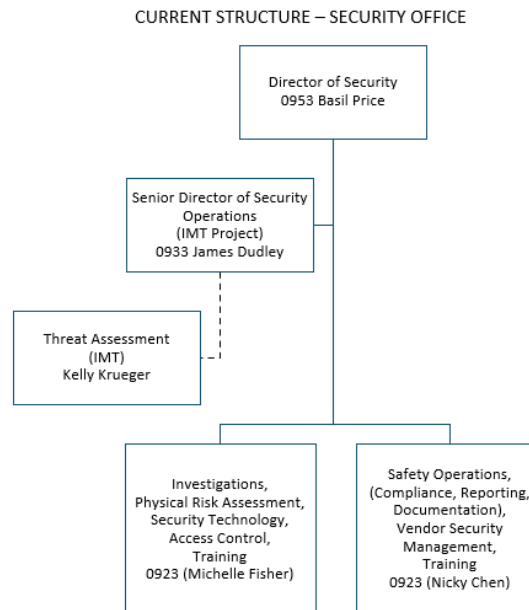 CURRENT STRUCTURE – SECURITY OFFICE
Director of Security
0953 Basil Price
Senior Director of Security
Operations
(IMT Project)
0933 James Dudley
Threat Assessment
(IMT)
Kelly Krueger
Investigations,
Physical Risk Assessment,
Security Technology,
Access Control,
Training
0923 (Michelle Fisher)
Safety Operations,
(Compliance, Reporting,
Documentation),
Vendor Security
Management,
Training
0923 (Nicky Chen)